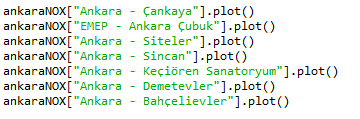 ankaraNOX["Ankara - Çankaya"].plot()
ankaraNOX["EMEP - Ankara Çubuk"].plot()
ankaraNOX["Ankara - Siteler"].plot()
ankaraNOX["Ankara - Sincan"].plot()
ankaraNOX["Ankara - Keçiören Sanatoryum"].plot()
ankaraNOX["Ankara - Demetevler"].plot()
ankaraNOX["Ankara - Bahçelievler"].plot()